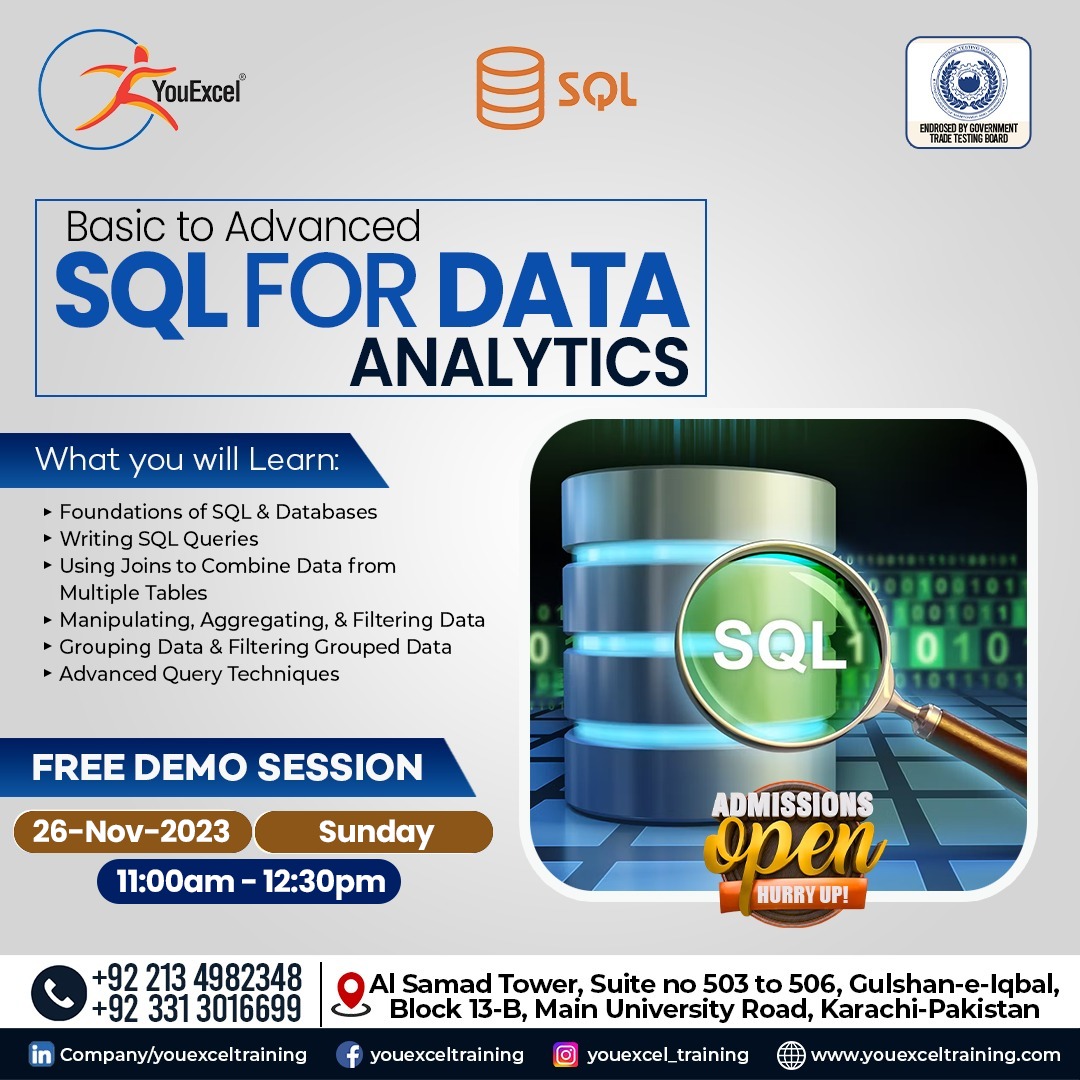 YouExcel®
SQL
ENDROSED BY GOVERNMENT
TRADE TESTING BOARD
Basic to Advanced
SQL FOR DATA
ANALYTICS
What you will Learn:
Foundations of SQL & Databases
Writing SQL Queries
Using Joins to Combine Data from
Multiple Tables
Manipulating, Aggregating, & Filtering Data
Grouping Data & Filtering Grouped Data
Advanced Query Techniques
SQL
FREE DEMO SESSION
26-Nov-2023
Sunday
11:00am - 12:30pm
ADMISSIONS
open
HURRY UP!
+92 213 4982348
+92 331 3016699
Al Samad Tower, Suite no 503 to 506, Gulshan-e-Iqbal,
Block 13-B, Main University Road, Karachi-Pakistan
in Company/youexceltraining
f youexceltraining
youexcel_training
www.youexceltraining.com